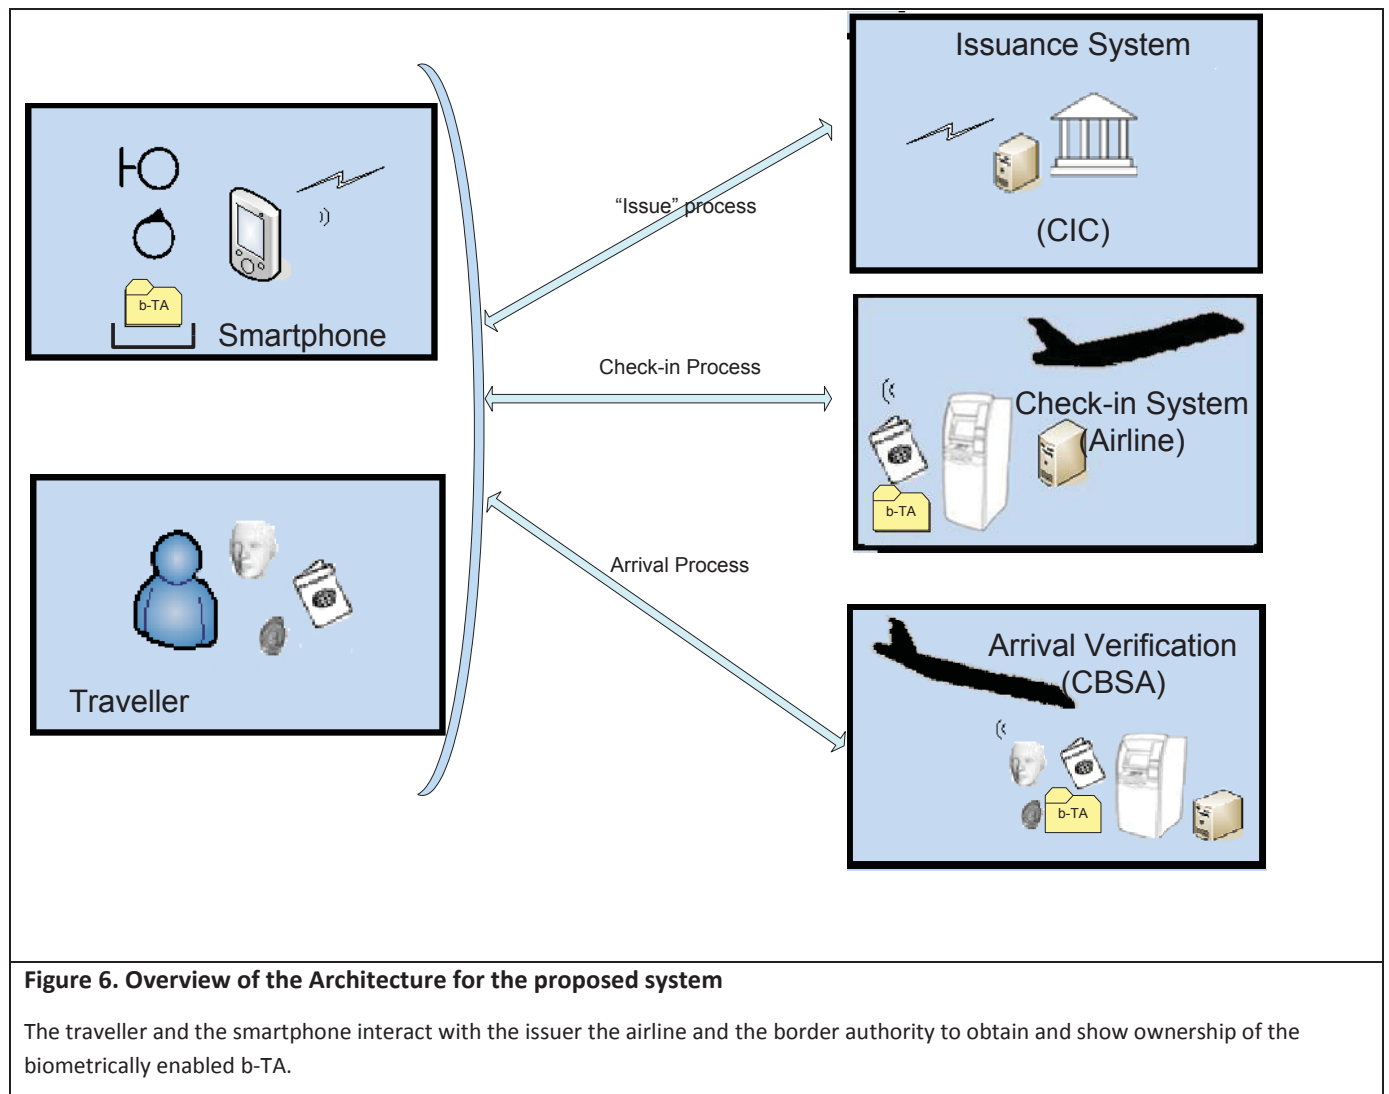 Issuance System
(CIC)
b-TA
Smartphone
“Issue” process
Check-in Process
Check-in System
(Airline)
b-TA
Traveller
Arrival Process
Arrival Verification
(CBSA)
b-TA
Figure 6. Overview of the Architecture for the proposed system
The traveller and the smartphone interact with the issuer the airline and the border authority to obtain and show ownership of the
biometrically enabled b-TA.